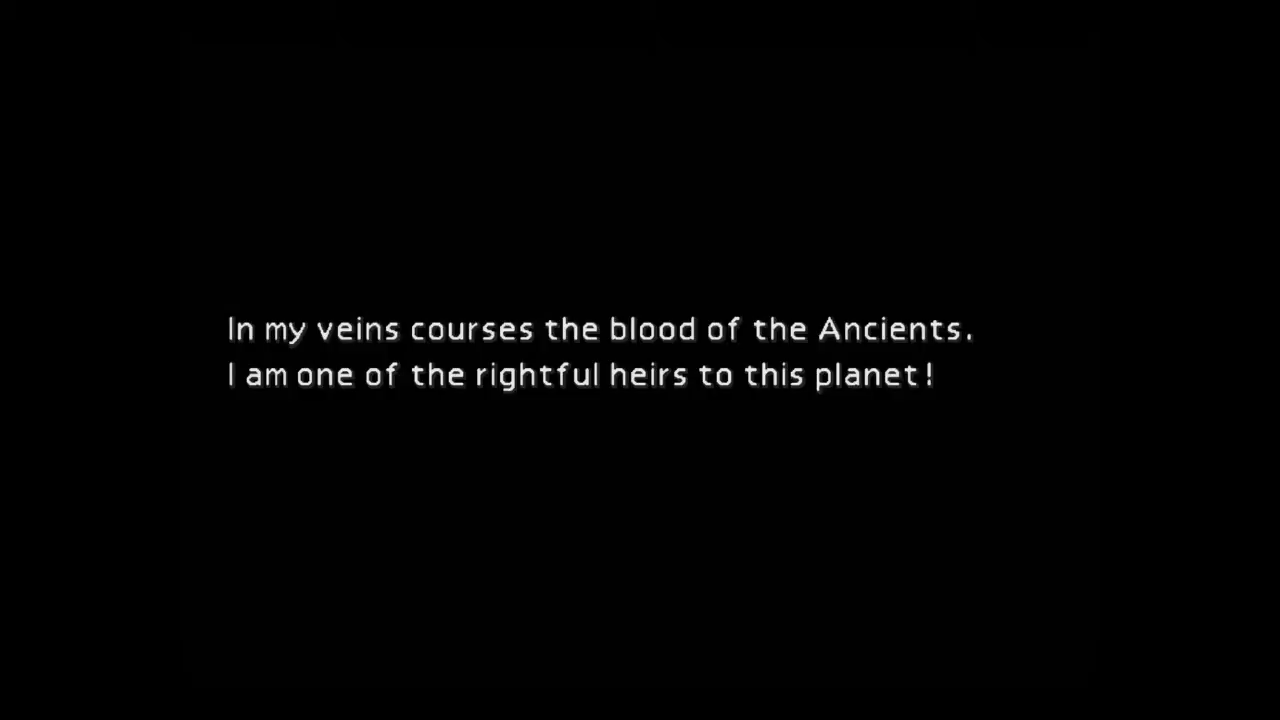 In my veins courses the blood of the Ancients.
I am one of the rightful heirs to this planet!